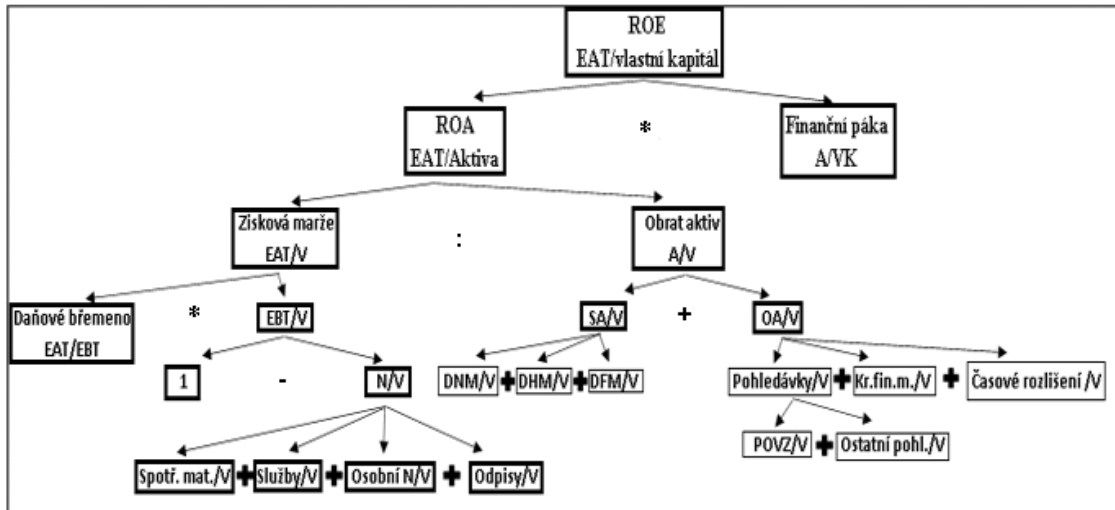 ROE
EAT/vlastní kapitál
ROA
EAT/Aktiva
*
Finanční páka
A/VK
Zisková marže
EAT/V
:
Obrat aktiv
A/V
Daňové břemeno
EAT/EBT
*
EBT/V
SA/V
+
OA/V
1
-
N/V
DNM/V + DHM/V + DFM/V
Pohledávky/V + Kr.fin.m./V + Časové rozlišení /V
POVZ/V + Ostatní pohl./V
Spotř. mat./V + Služby/V + Osobní N/V + Odpisy/V